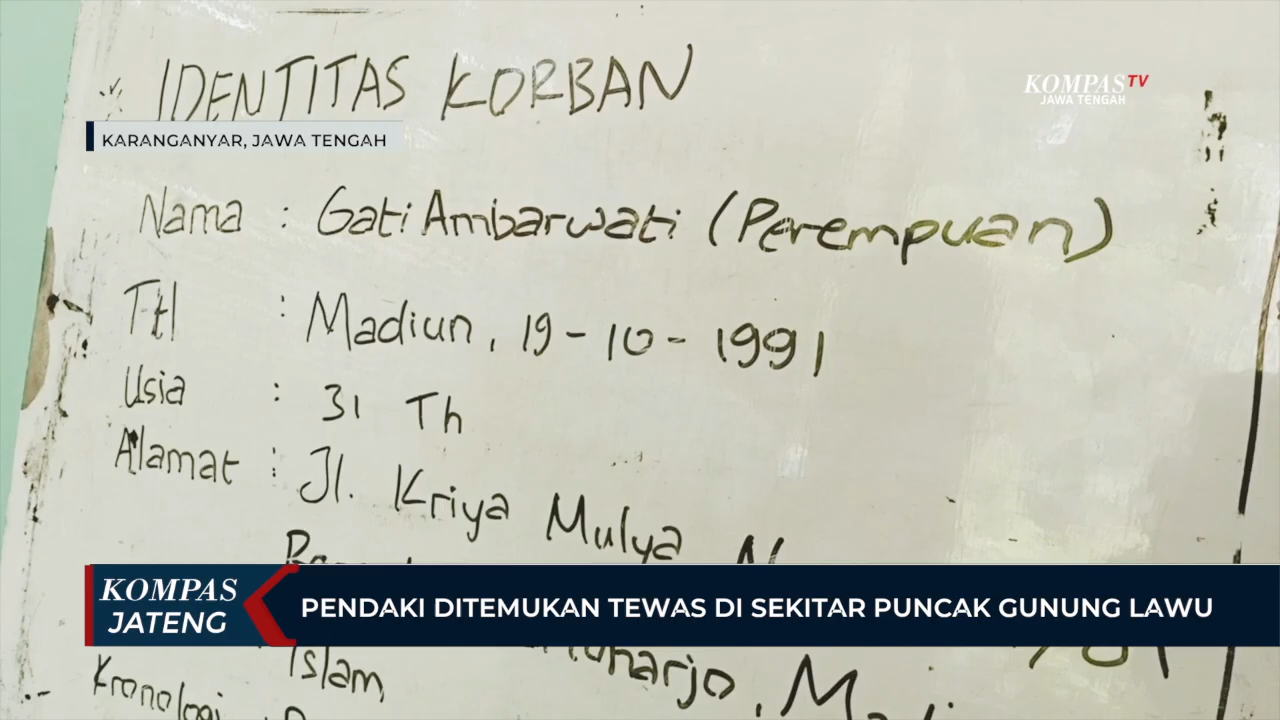 IDENTITAS KORBAN
KOMPAS TV
JAWA TENGAH
KARANGANYAR, JAWA TENGAH
Nama : Gati Ambarwati (Perempuan)
Ttl : Madiun, 19-10-1991
Usia : 31 Th
Alamat : Jl. Kriya Mulya
KOMPAS
JATENG
PENDAKI DITEMUKAN TEWAS DI SEKITAR PUNCAK GUNUNG LAWU
Islam
Kronologi